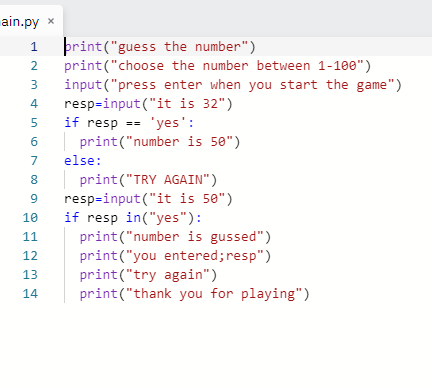 ain.py ×
1 print("guess the number")
2 print("choose the number between 1-100")
3 input("press enter when you start the game")
4 resp=input("it is 32")
5 if resp == 'yes':
6   print("number is 50")
7 else:
8   print("TRY AGAIN")
9 resp=input("it is 50")
10 if resp in("yes"):
11   print("number is gussed")
12   print("you entered;resp")
13   print("try again")
14   print("thank you for playing")